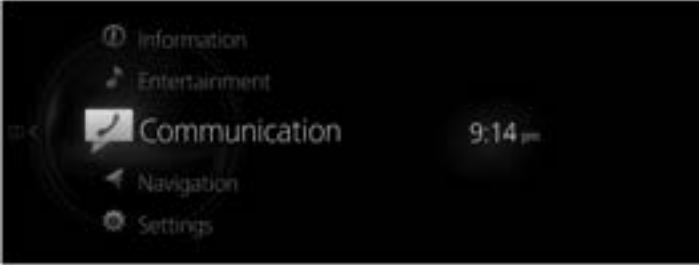 Information
Entertainment
Communication
9:14 pm
Navigation
Settings